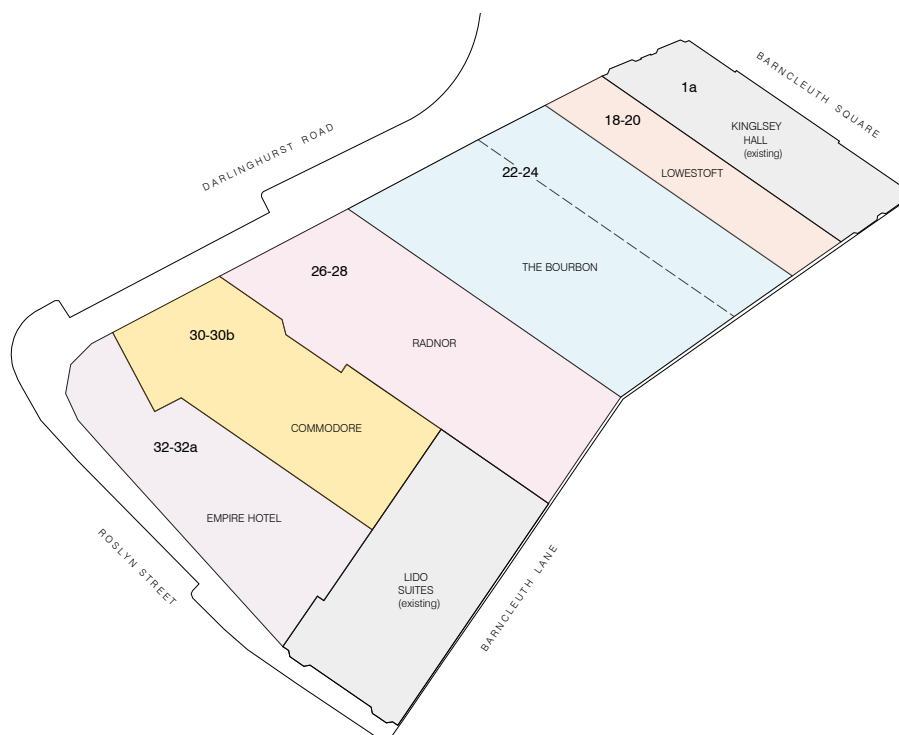 BARNCLEUTH SQUARE
1a
KINGLSEY
HALL
(existing)
18-20
LOWESTOFT
DARLINGHURST ROAD
22-24
THE BOURBON
26-28
RADNOR
30-30b
COMMODORE
32-32a
EMPIRE HOTEL
ROSLYN STREET
LIDO
SUITES
(existing)
BARNCLEUTH LANE